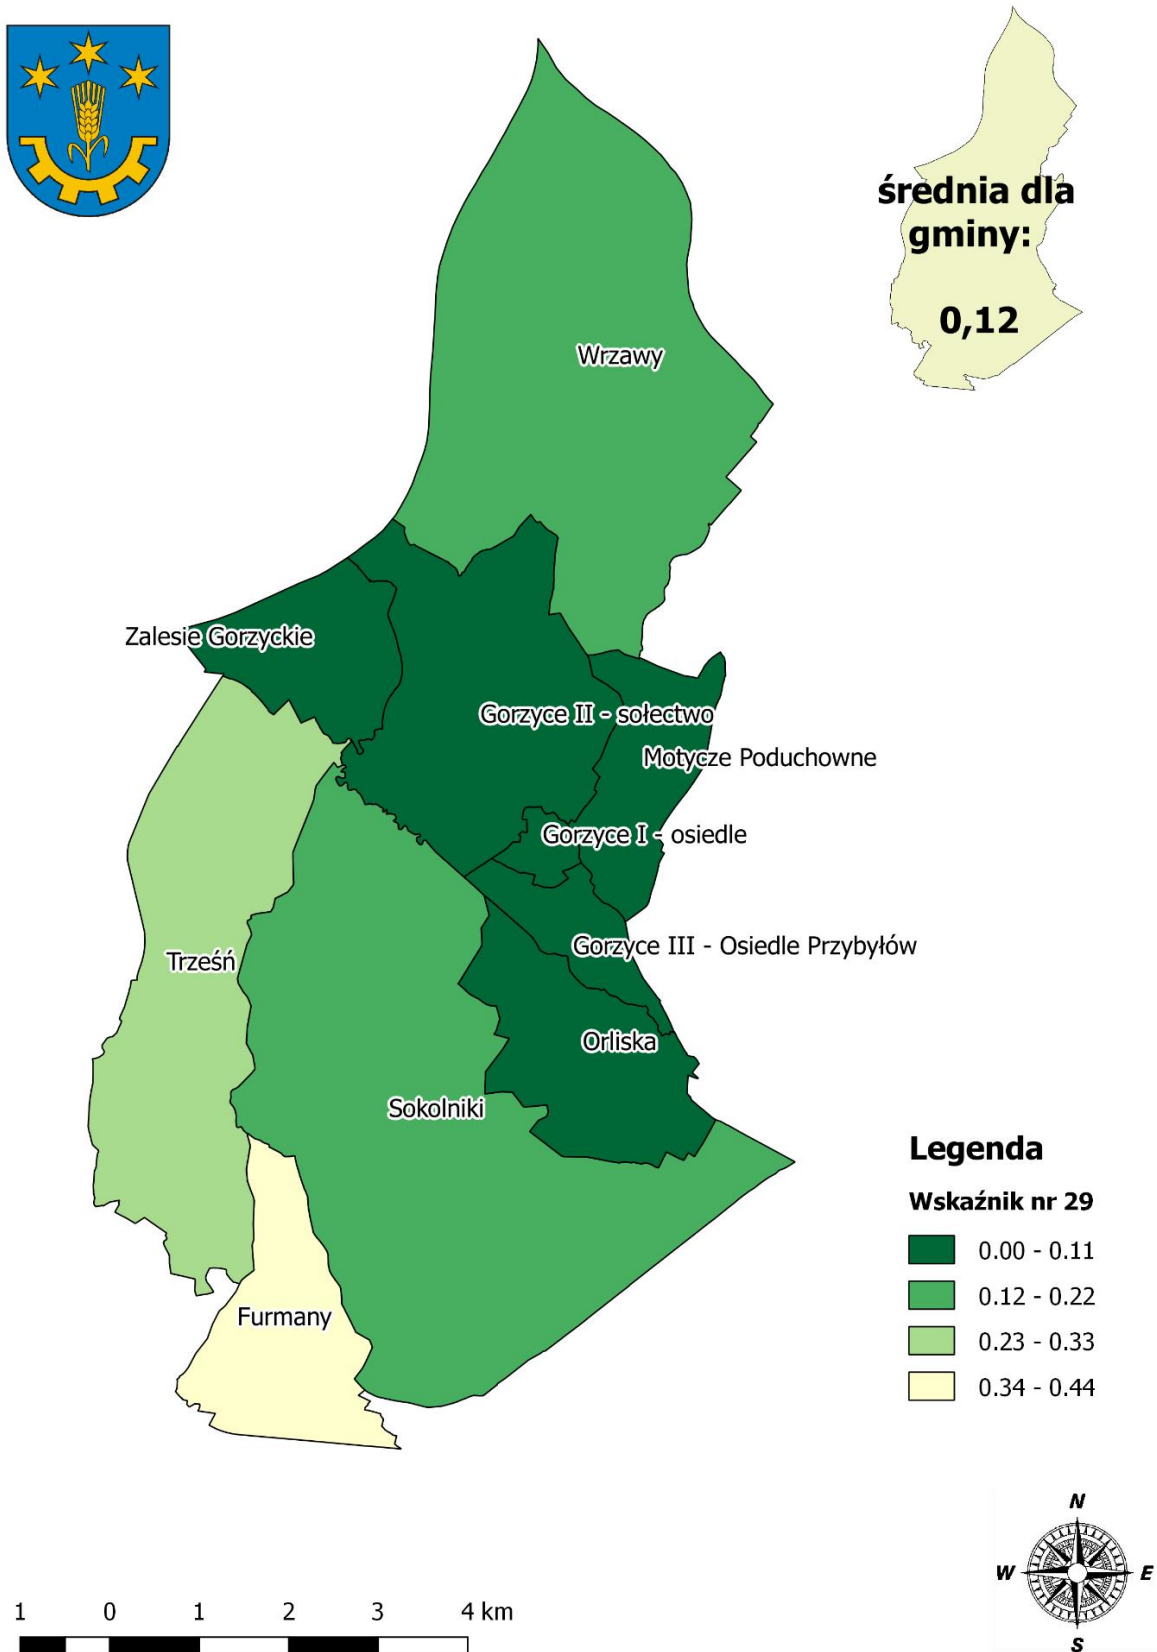 średnia dla
gminy:
0,12
Wrzawy
Zalesie Gorzyckie
Gorzyce II - sołectwo
Motycze Poduchowne
Gorzyce I - osiedle
Gorzyce III - Osiedle Przybyłów
Trześń
Orliska
Sokolniki
Furmany
Legenda
Wskaźnik nr 29
0.00 - 0.11
0.12 - 0.22
0.23 - 0.33
0.34 - 0.44
N
W E
S
1 0 1 2 3 4 km